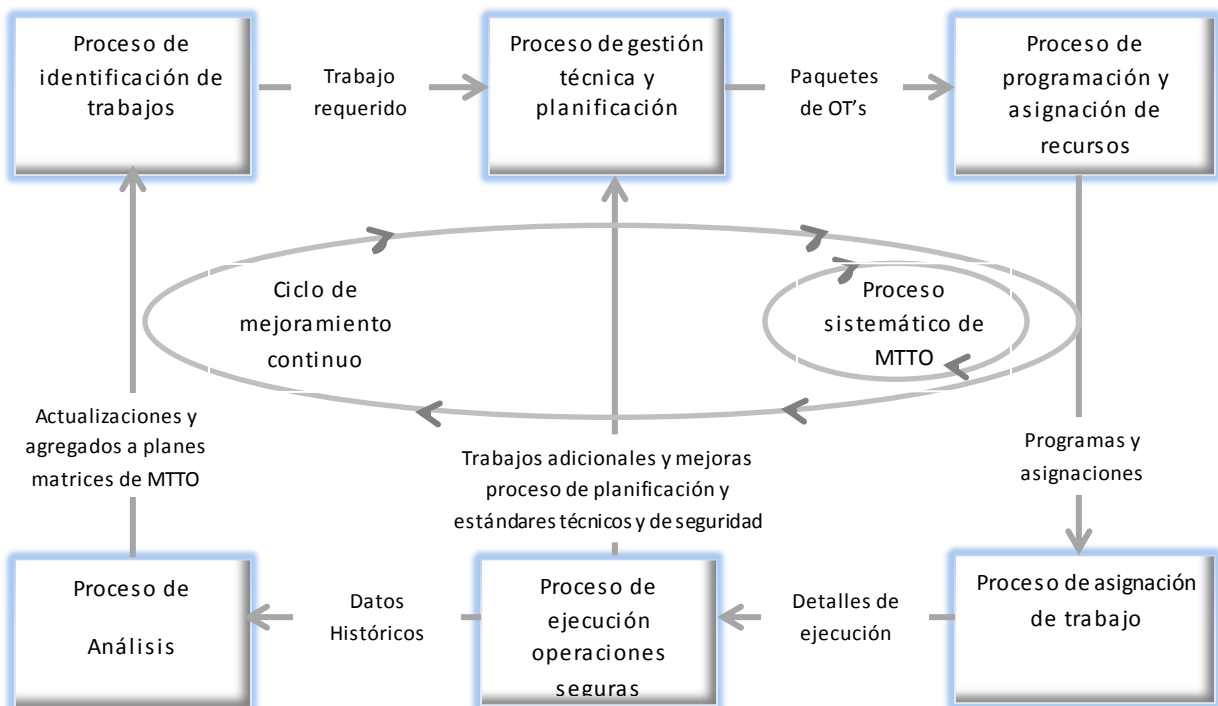 Proceso de
identificación de
trabajos
Trabajo
requerido
Proceso de gestión
técnica y
planificación
Paquetes
de OT’s
Proceso de
programación y
asignación de
recursos
Ciclo de
mejoramiento
continuo
Proceso
sistemático de
MTTO
Actualizaciones y
agregados a planes
matrices de MTTO
Trabajos adicionales y mejoras
proceso de planificación y
estándares técnicos y de seguridad
Programas y
asignaciones
Proceso de
Análisis
Datos
Históricos
Proceso de
ejecución
operaciones
seguras
Detalles de
ejecución
Proceso de asignación
de trabajo